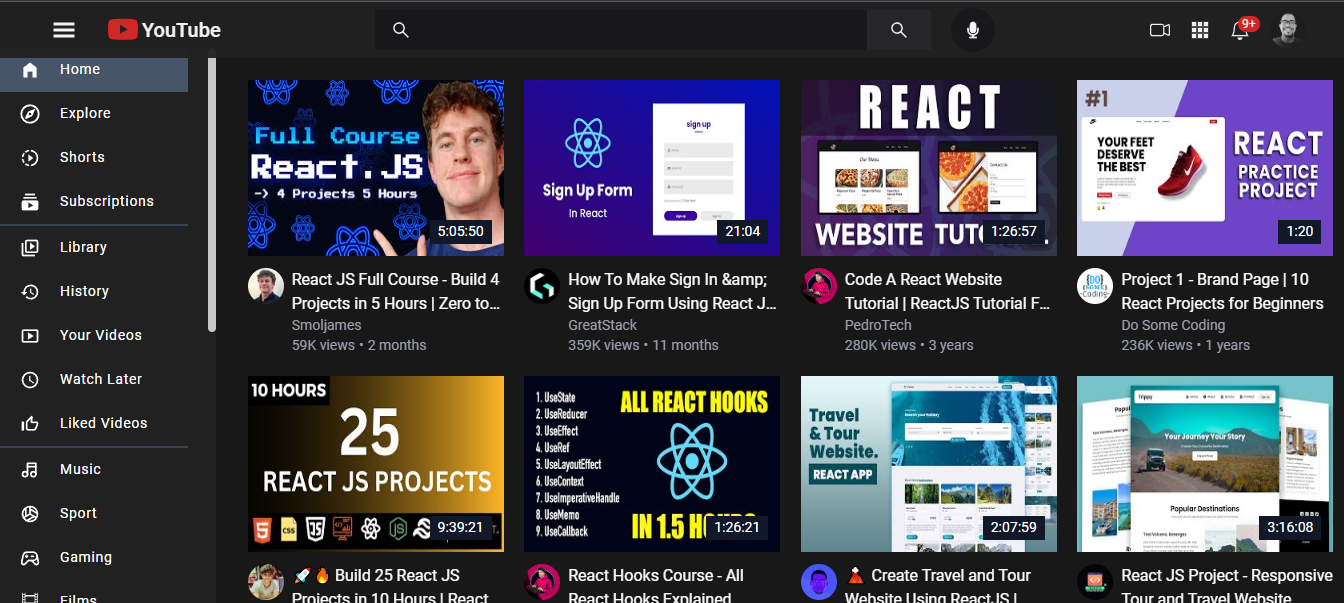 YouTube
9+
Home
Explore
Shorts
Subscriptions
Library
History
Your Videos
Watch Later
Liked Videos
Music
Sport
Gaming
Films
Full Course
React.JS
-> 4 Projects 5 Hours
5:05:50
React JS Full Course - Build 4
Projects in 5 Hours | Zero to...
Smoljames
59K views • 2 months
sign up
Sign Up Form
In React
21:04
How To Make Sign In &amp;
Sign Up Form Using React J...
GreatStack
359K views • 11 months
REACT
Our Menu
Contact Us
WEBSITE TUT
1:26:57
Code A React Website
Tutorial | ReactJS Tutorial F...
PedroTech
280K views • 3 years
#1
YOUR FEET
DESERVE
THE BEST
REACT
PRACTICE
PROJECT
1:20
Project 1 - Brand Page | 10
React Projects for Beginners
Do Some Coding
236K views • 1 years
10 HOURS
25
REACT JS PROJECTS
9:39:21
🚀🔥 Build 25 React JS
Projects in 10 Hours | React
ALL REACT HOOKS
1. UseState
2. UseReducer
3. UseEffect
4. UseRef
5. UseLayoutEffect
6. UseContext
7. UseImperativeHandle
8. UseMemo
9. UseCallback
IN 1.5 HOURS
1:26:21
React Hooks Course - All
React Hooks Explained
Travel
& Tour
Website.
REACT APP
2:07:59
🌋 Create Travel and Tour
Website Using ReactJS |
Your Journey Your Story
Popular Destinations
3:16:08
React JS Project - Responsive
Tour and Travel Website